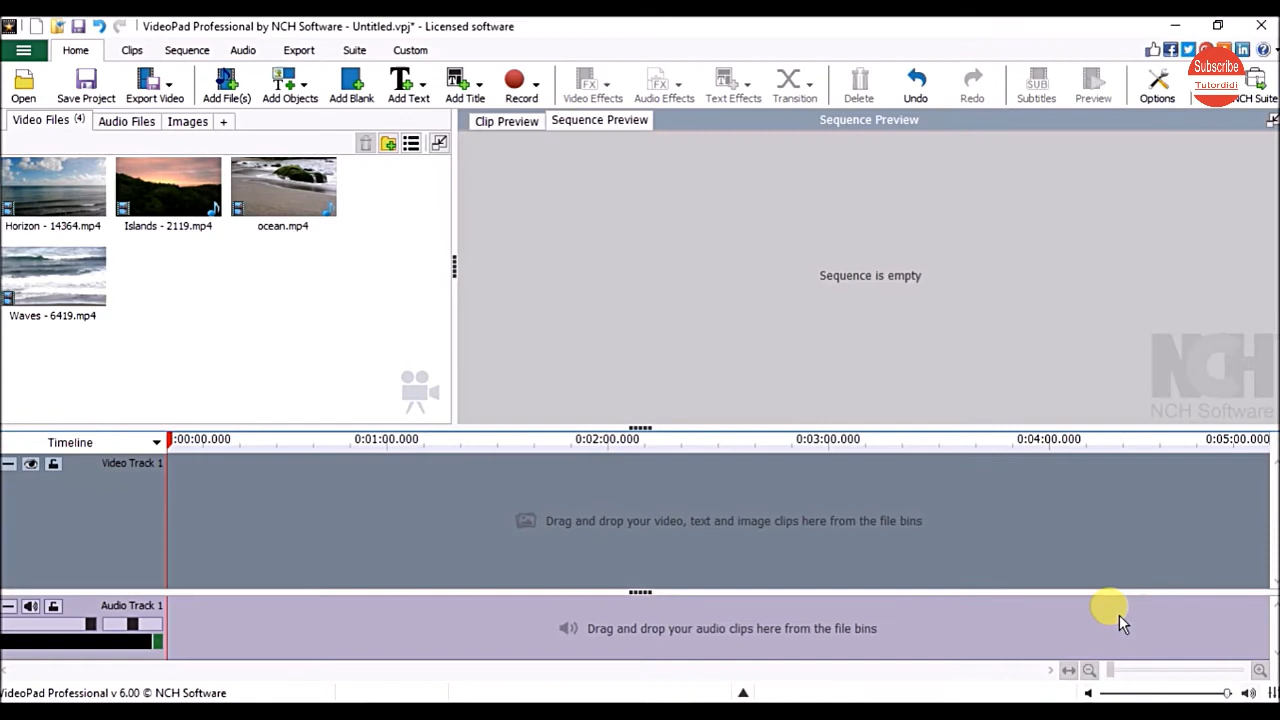 VideoPad Professional by NCH Software - Untitled.vpj* - Licensed software
Home Clips Sequence Audio Export Suite Custom
Subscribe
Tutordidi
Open Save Project Export Video Add File(s) Add Objects Add Blank Add Text Add Title Record Video Effects Audio Effects Text Effects Transition Delete Undo Redo Subtitles Preview Options NCH Suite
FX FX T SUB
Video Files (4) Audio Files Images +
Clip Preview Sequence Preview Sequence Preview
Horizon - 14364.mp4 Islands - 2119.mp4 ocean.mp4
Sequence is empty
Waves - 6419.mp4
NCH
NCH Software
Timeline :00:00.000 0:01:00.000 0:02:00.000 0:03:00.000 0:04:00.000 0:05:00.000
Video Track 1
Drag and drop your video, text and image clips here from the file bins
Audio Track 1
Drag and drop your audio clips here from the file bins
VideoPad Professional v 6.00 © NCH Software